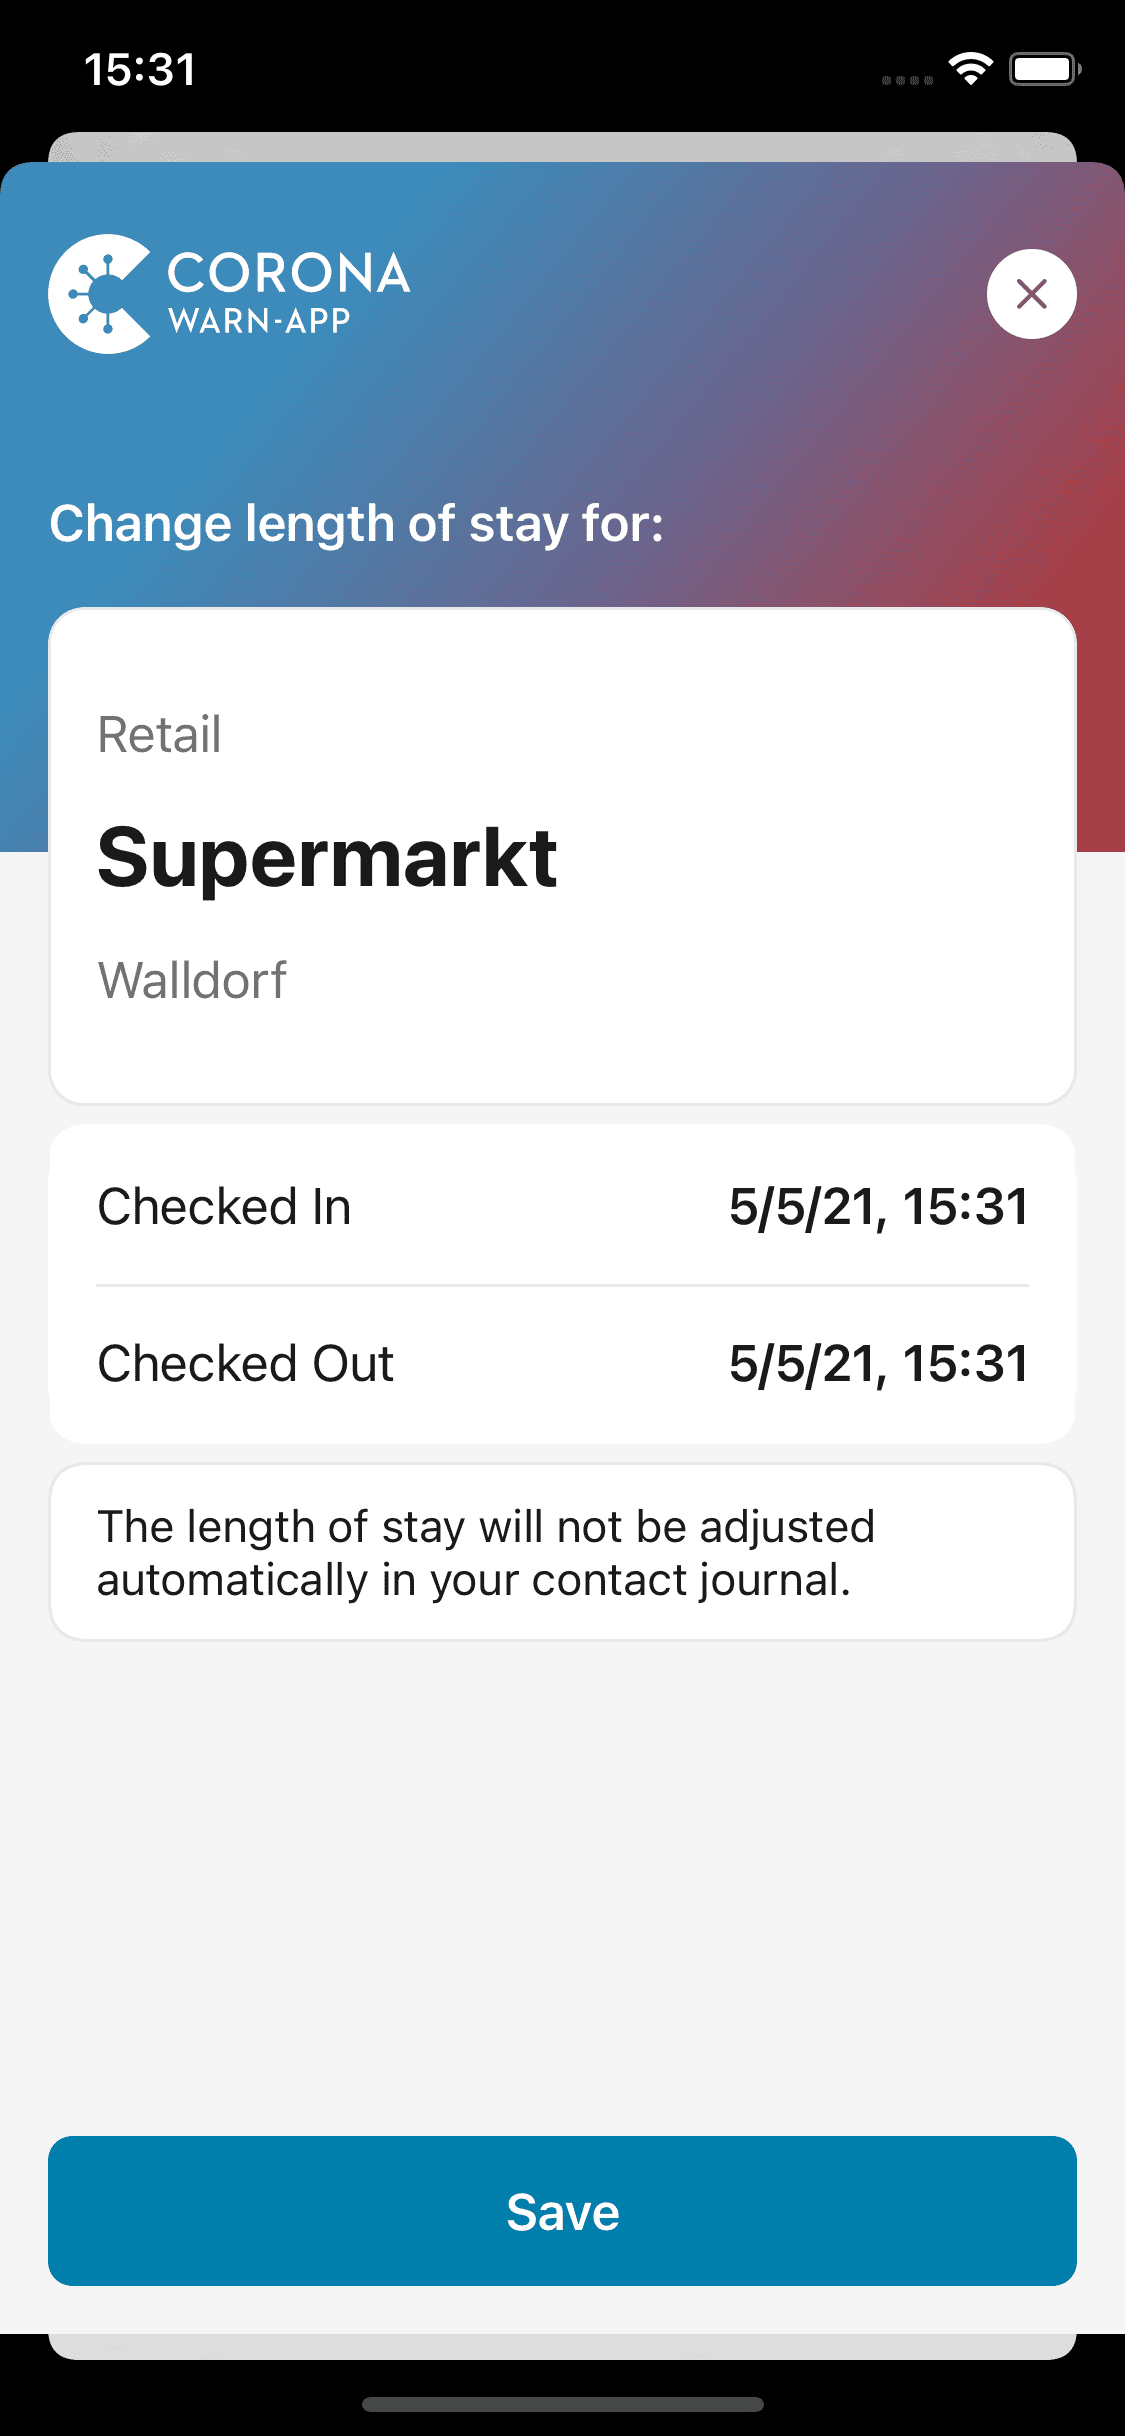 15:31
CORONA
WARN-APP
Change length of stay for:
Retail
Supermarkt
Walldorf
Checked In 5/5/21, 15:31
Checked Out 5/5/21, 15:31
The length of stay will not be adjusted
automatically in your contact journal.
Save